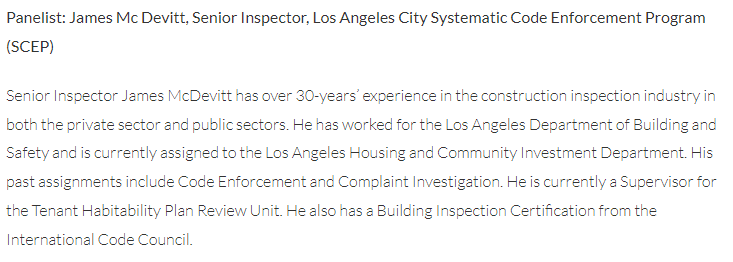 Panelist: James Mc Devitt, Senior Inspector, Los Angeles City Systematic Code Enforcement Program
(SCEP)
Senior Inspector James McDevitt has over 30-years’ experience in the construction inspection industry in
both the private sector and public sectors. He has worked for the Los Angeles Department of Building and
Safety and is currently assigned to the Los Angeles Housing and Community Investment Department. His
past assignments include Code Enforcement and Complaint Investigation. He is currently a Supervisor for
the Tenant Habitability Plan Review Unit. He also has a Building Inspection Certification from the
International Code Council.